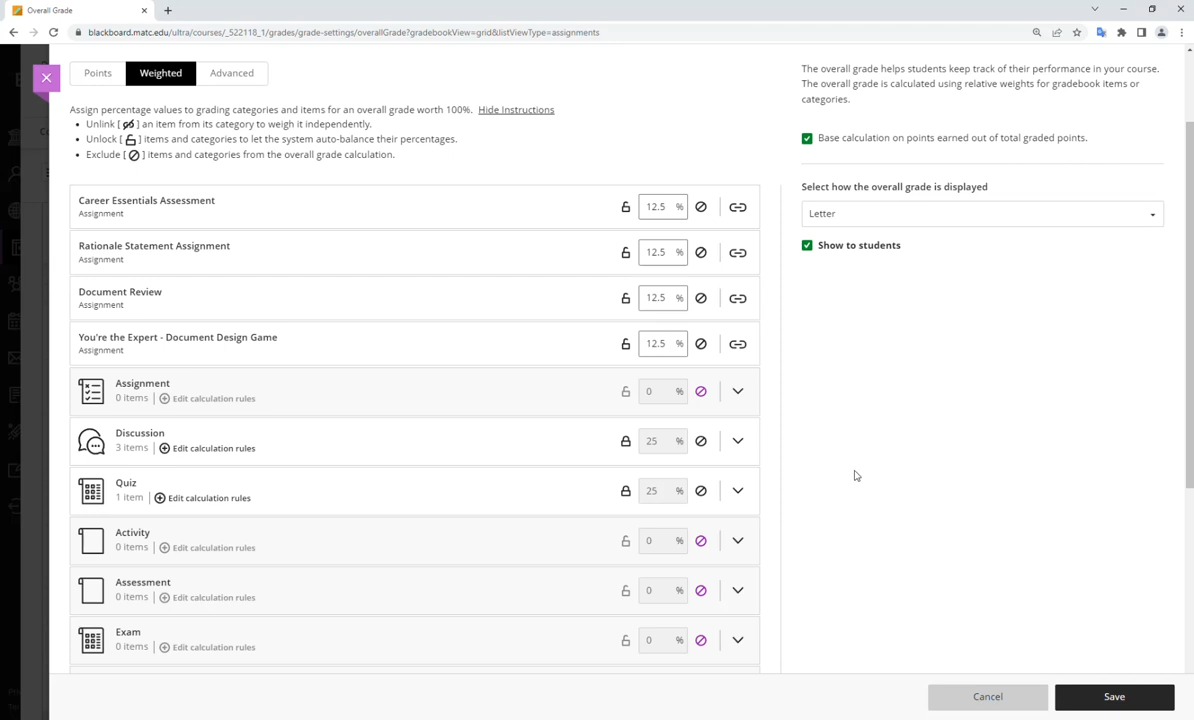 Overall Grade
blackboard.matc.edu/ultra/courses/_522118_1/grades/grade-settings/overallGrade?gradebookView=grid&listViewType=assignments
Points Weighted Advanced
Assign percentage values to grading categories and items for an overall grade worth 100%. Hide Instructions
• Unlink [ ] an item from its category to weigh it independently.
• Unlock [ ] items and categories to let the system auto-balance their percentages.
• Exclude [ ] items and categories from the overall grade calculation.
Career Essentials Assessment
Assignment
12.5 %
Rationale Statement Assignment
Assignment
12.5 %
Document Review
Assignment
12.5 %
You're the Expert - Document Design Game
Assignment
12.5 %
Assignment
0 items | Edit calculation rules
0 %
Discussion
3 items | Edit calculation rules
25 %
Quiz
1 item | Edit calculation rules
25 %
Activity
0 items | Edit calculation rules
0 %
Assessment
0 items | Edit calculation rules
0 %
Exam
0 items | Edit calculation rules
0 %
The overall grade helps students keep track of their performance in your course.
The overall grade is calculated using relative weights for gradebook items or
categories.
Base calculation on points earned out of total graded points.
Select how the overall grade is displayed
Letter
Show to students
Cancel Save